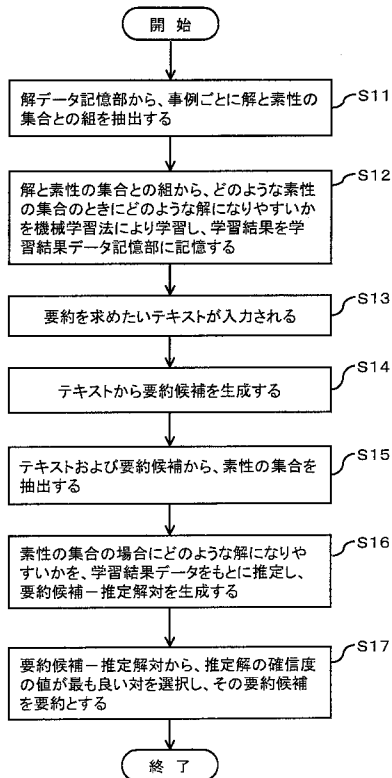 開 始
S11
解データ記憶部から、事例ごとに解と素性の
集合との組を抽出する
S12
解と素性の集合との組から、どのような素性
の集合のときにどのような解になりやすいか
を機械学習法により学習し、学習結果を学
習結果データ記憶部に記憶する
S13
要約を求めたいテキストが入力される
S14
テキストから要約候補を生成する
S15
テキストおよび要約候補から、素性の集合を
抽出する
S16
素性の集合の場合にどのような解になりや
すいかを、学習結果データをもとに推定し、
要約候補－推定解対を生成する
S17
要約候補－推定解対から、推定解の確信度
の値が最も良い対を選択し、その要約候補
を要約とする
終 了